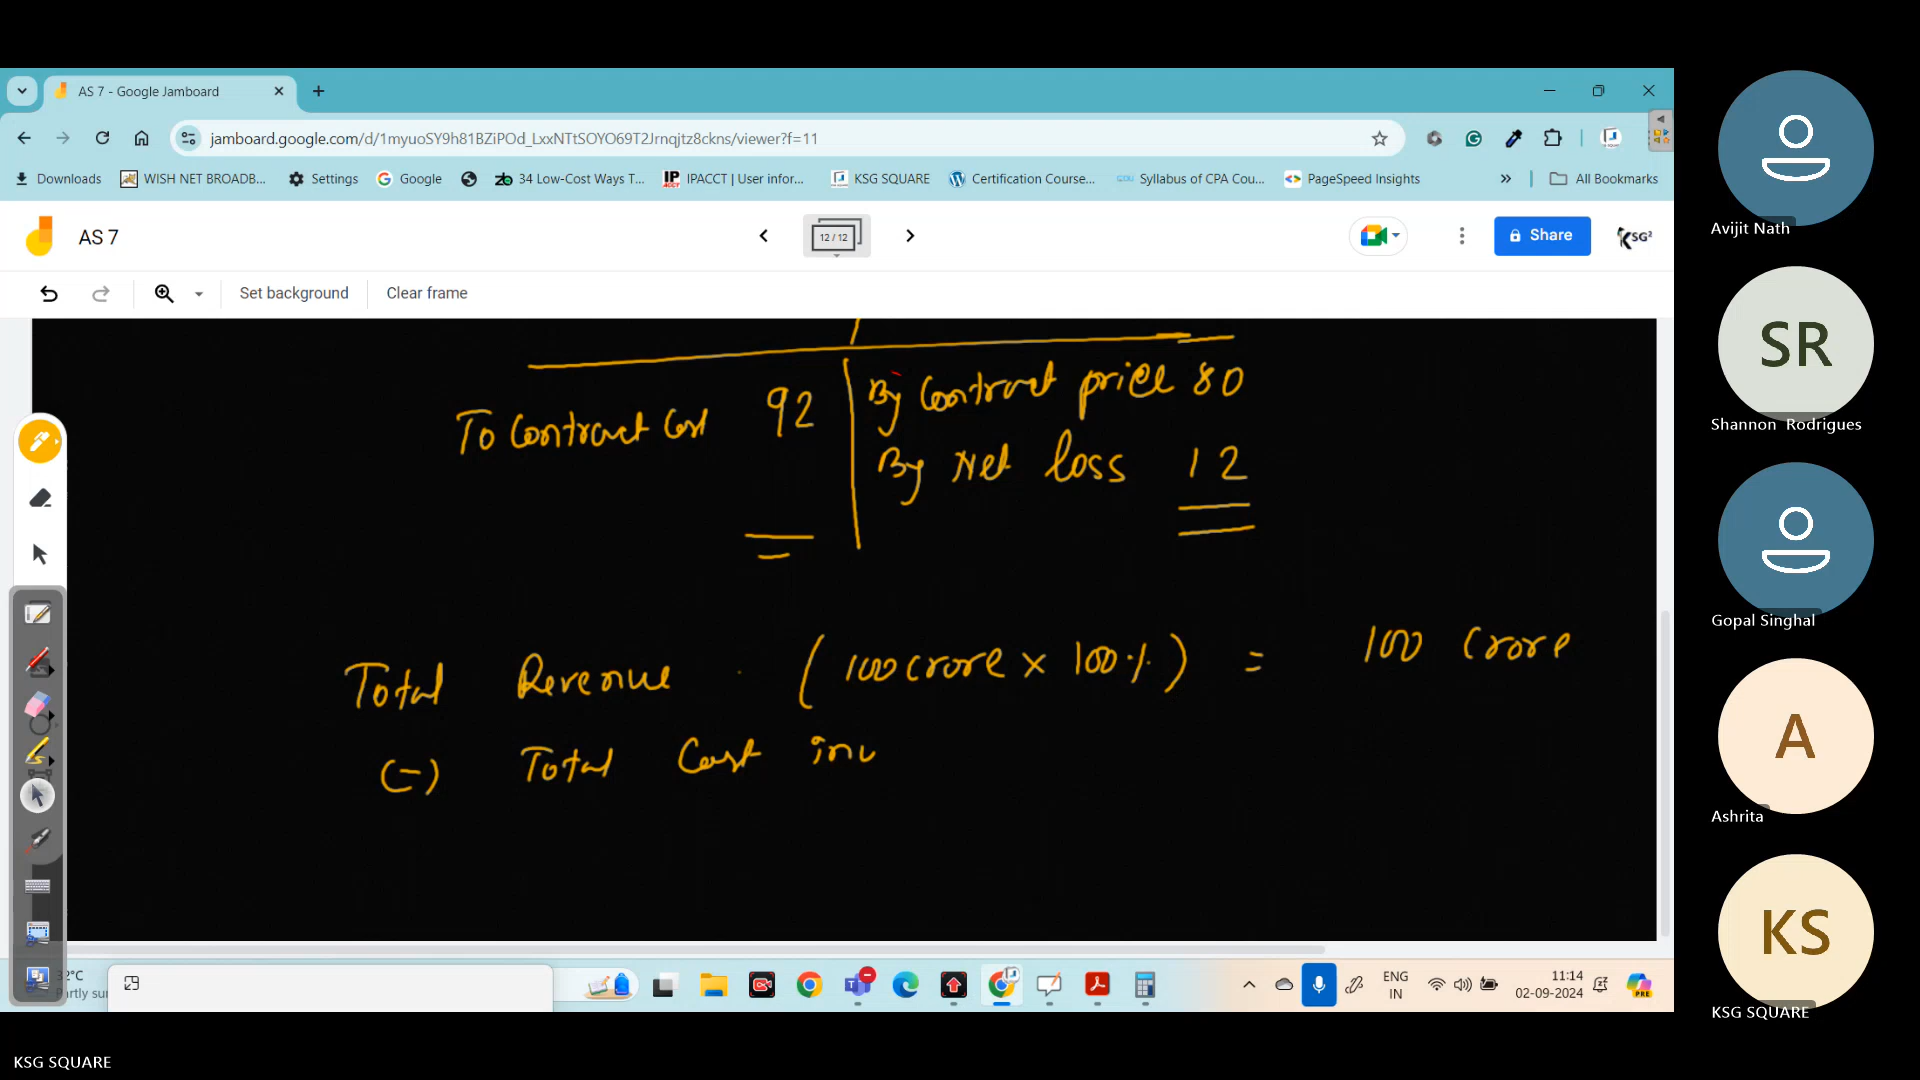 AS 7 - Google Jamboard
jamboard.google.com/d/1myuoSY9h81BZiPOd_LxxNTtSOYO69T2Jrnqjtz8ckns/viewer?f=11
Downloads WISH NET BROADB... Settings Google 34 Low-Cost Ways T... IPACCT | User infor... KSG SQUARE Certification Course... Syllabus of CPA Cou... PageSpeed Insights » All Bookmarks
AS 7
12 / 12
Share
KSG²
Set background Clear frame
To Contract Cost 92 By Contract price 80
By Net loss 12
Total Revenue (100 crore x 100%) = 100 Crore
(-) Total Cost inc
32°C
Partly sun
ENG
IN
11:14
02-09-2024
Avijit Nath
SR
Shannon Rodrigues
Gopal Singhal
A
Ashrita
KS
KSG SQUARE
KSG SQUARE